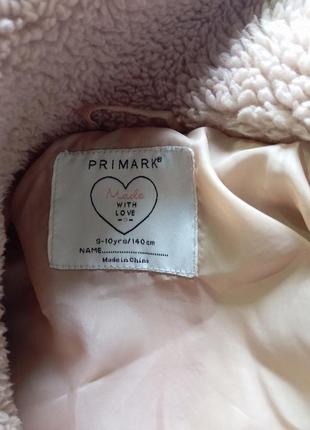 PRIMARK®
Made
WITH
LOVE
9-10yrs/140cm
NAME..............................
Made in China